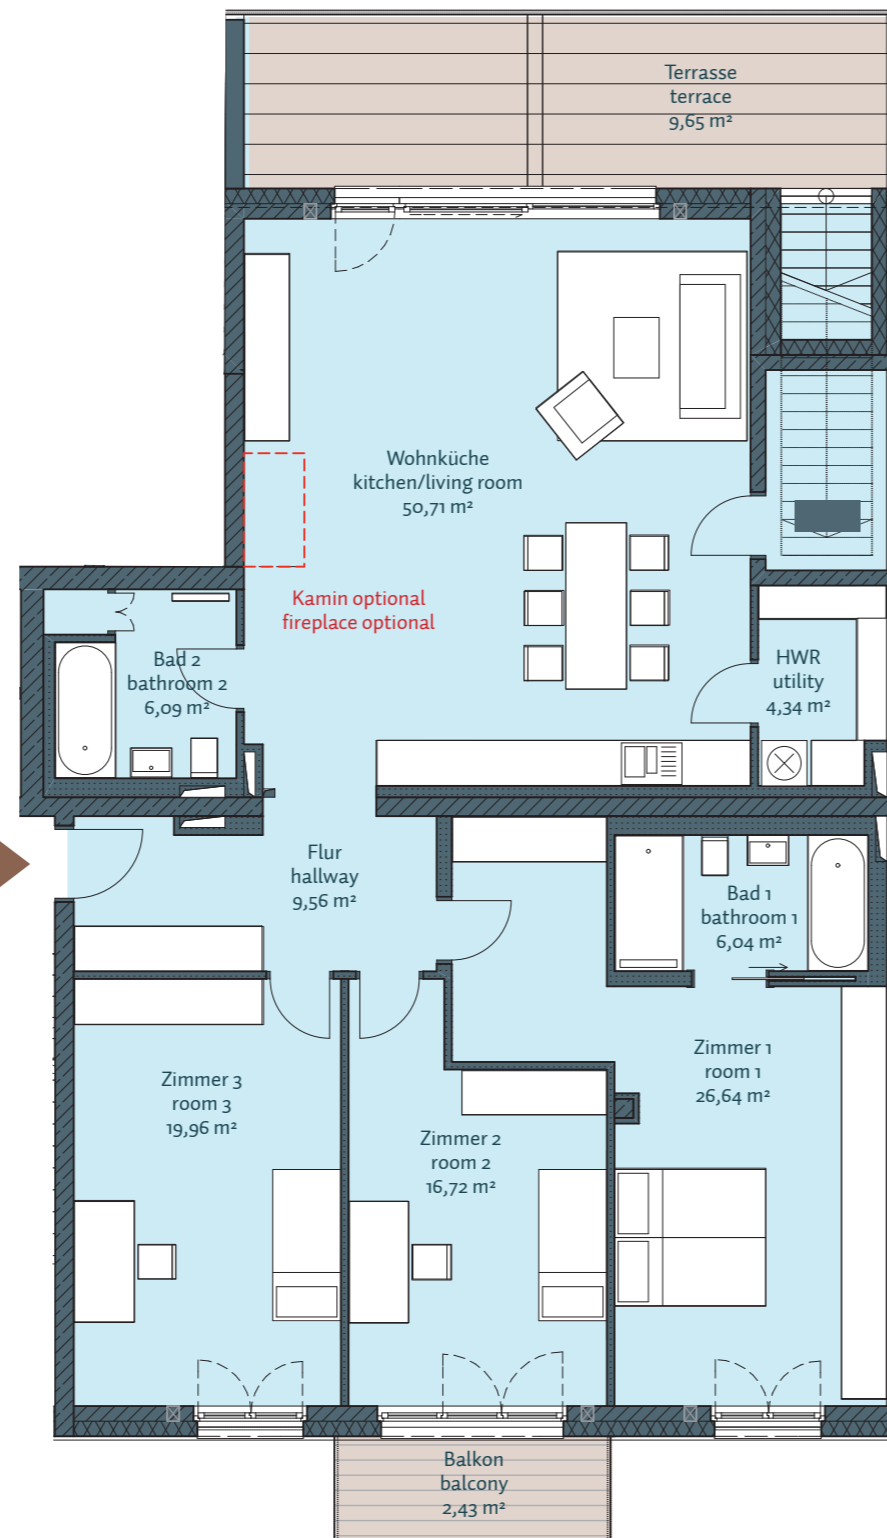 Terrasse
terrace
9,65 m²
Wohnküche
kitchen/living room
50,71 m²
Kamin optional
fireplace optional
Bad 2
bathroom 2
6,09 m²
HWR
utility
4,34 m²
Flur
hallway
9,56 m²
Bad 1
bathroom 1
6,04 m²
Zimmer 1
room 1
26,64 m²
Zimmer 3
room 3
19,96 m²
Zimmer 2
room 2
16,72 m²
Balkon
balcony
2,43 m²